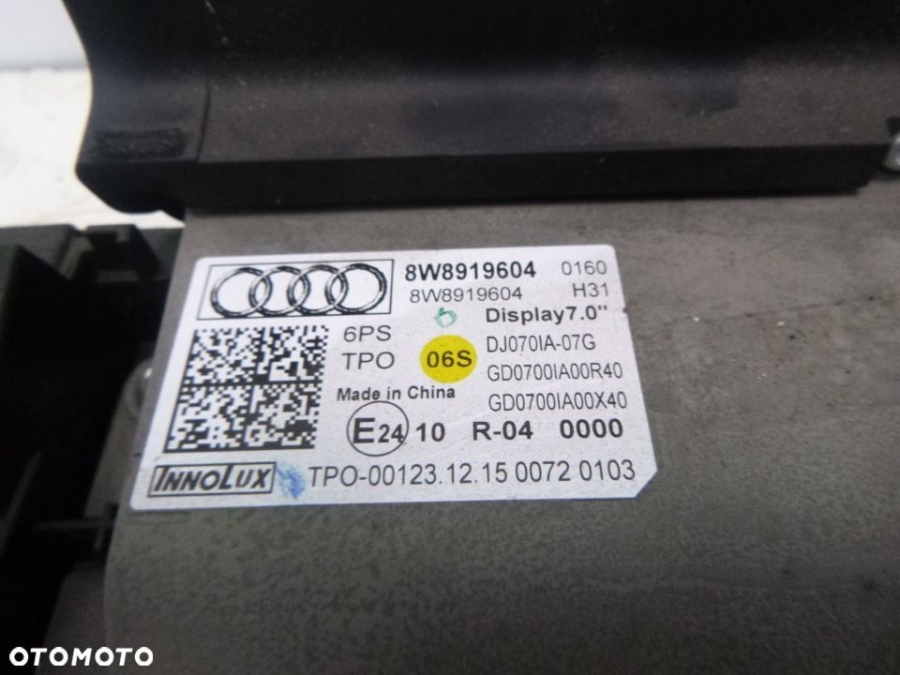 8W8919604 0160
8W8919604 H31
Display7.0"
6PS
DJ070IA-07G
TPO 06S
GD0700IA00R40
Made in China
GD0700IA00X40
E24 10 R-04 0000
INNOLUX TPO-00123.12.15 0072 0103
OTOMOTO